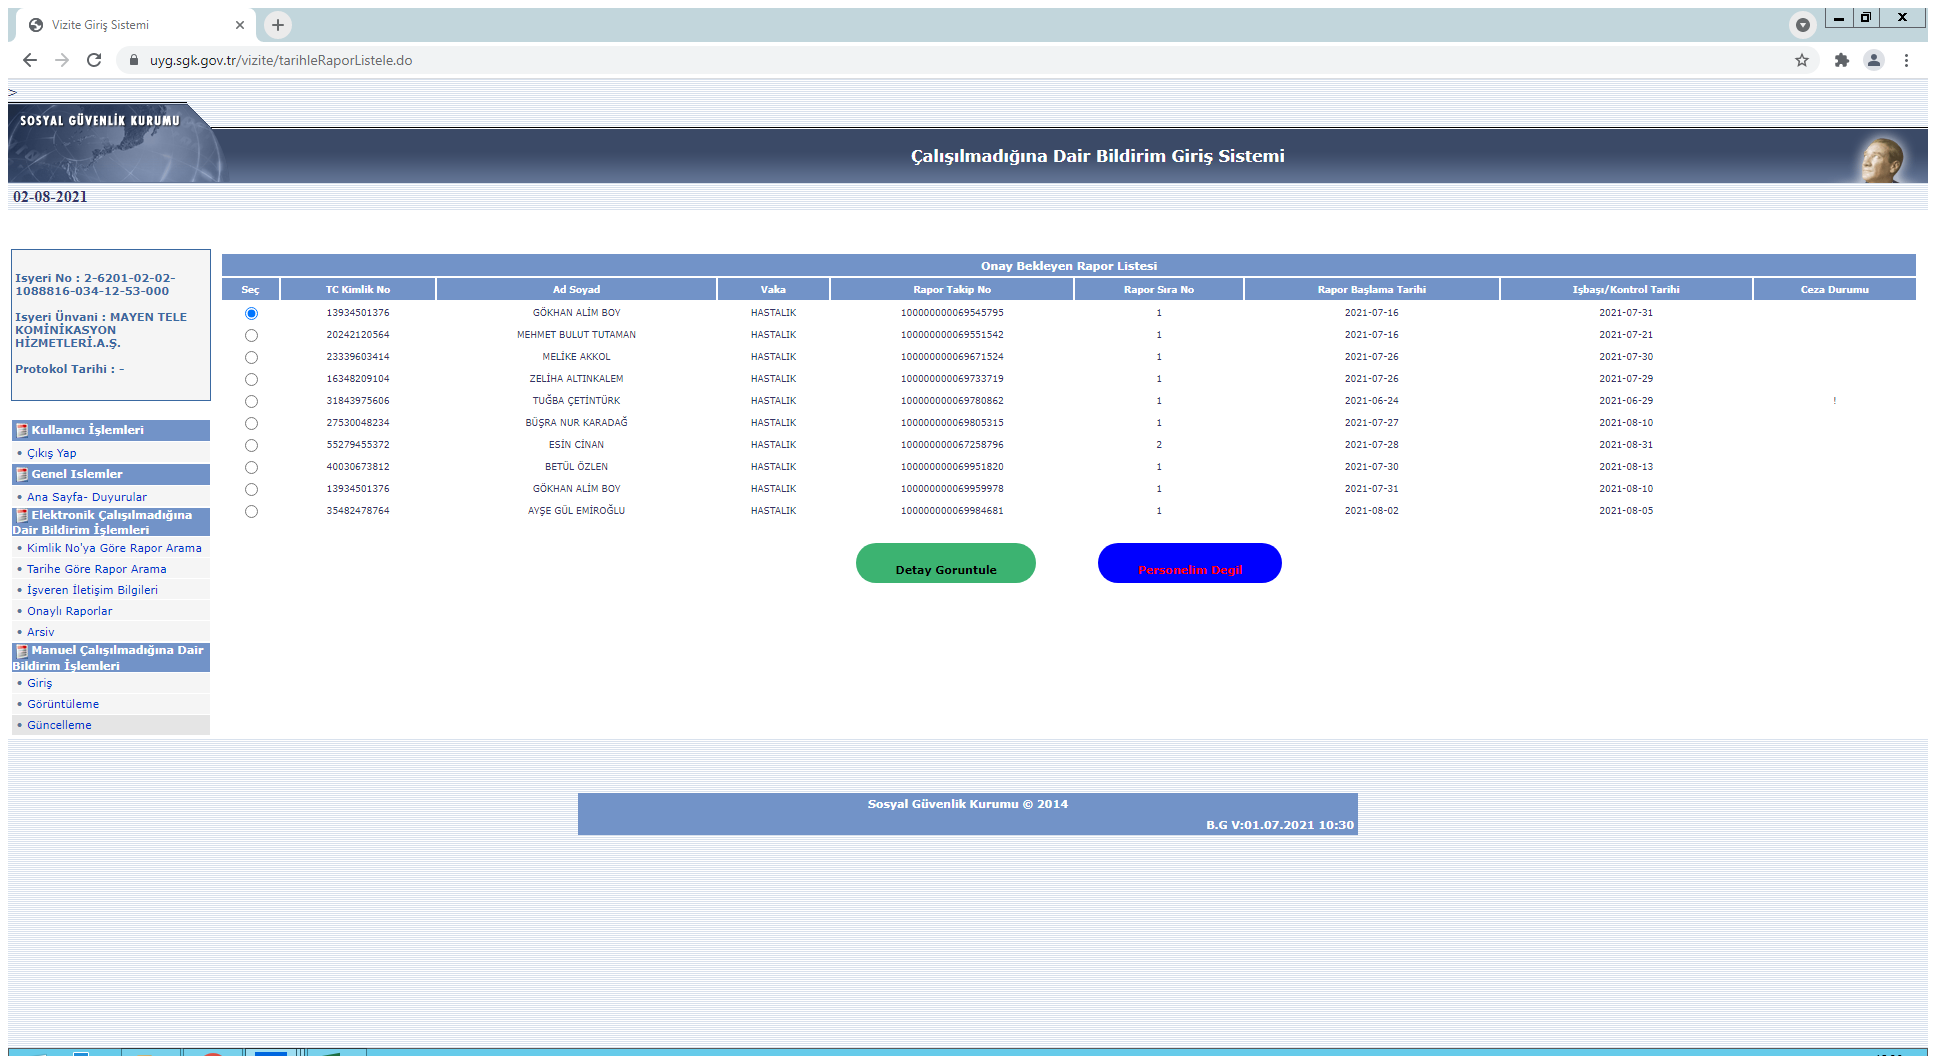 Vizite Giriş Sistemi
uyg.sgk.gov.tr/vizite/tarihleRaporListele.do
>
SOSYAL GÜVENLİK KURUMU
Çalışılmadığına Dair Bildirim Giriş Sistemi
02-08-2021
Isyeri No : 2-6201-02-02-
1088816-034-12-53-000
Isyeri Ünvani : MAYEN TELE
KOMİNİKASYON
HİZMETLERİ.A.Ş.
Protokol Tarihi : -
Kullanıcı İşlemleri
• Çıkış Yap
Genel Islemler
• Ana Sayfa- Duyurular
Elektronik Çalışılmadığına
Dair Bildirim İşlemleri
• Kimlik No'ya Göre Rapor Arama
• Tarihe Göre Rapor Arama
• İşveren İletişim Bilgileri
• Onaylı Raporlar
• Arsiv
Manuel Çalışılmadığına Dair
Bildirim İşlemleri
• Giriş
• Görüntüleme
• Güncelleme
Onay Bekleyen Rapor Listesi
Seç TC Kimlik No Ad Soyad Vaka Rapor Takip No Rapor Sıra No Rapor Başlama Tarihi Işbaşı/Kontrol Tarihi Ceza Durumu
13934501376 GÖKHAN ALİM BOY HASTALIK 100000000069545795 1 2021-07-16 2021-07-31
20242120564 MEHMET BULUT TUTAMAN HASTALIK 100000000069551542 1 2021-07-16 2021-07-21
23339603414 MELİKE AKKOL HASTALIK 100000000069671524 1 2021-07-26 2021-07-30
16348209104 ZELİHA ALTINKALEM HASTALIK 100000000069733719 1 2021-07-26 2021-07-29
31843975606 TUĞBA ÇETİNTÜRK HASTALIK 100000000069780862 1 2021-06-24 2021-06-29 !
27530048234 BÜŞRA NUR KARADAĞ HASTALIK 100000000069805315 1 2021-07-27 2021-08-10
55279455372 ESİN CİNAN HASTALIK 100000000067258796 2 2021-07-28 2021-08-31
40030673812 BETÜL ÖZLEN HASTALIK 100000000069951820 1 2021-07-30 2021-08-13
13934501376 GÖKHAN ALİM BOY HASTALIK 100000000069959978 1 2021-07-31 2021-08-10
35482478764 AYŞE GÜL EMİROĞLU HASTALIK 100000000069984681 1 2021-08-02 2021-08-05
Detay Goruntule
Personelim Degil
Sosyal Güvenlik Kurumu © 2014
B.G V:01.07.2021 10:30